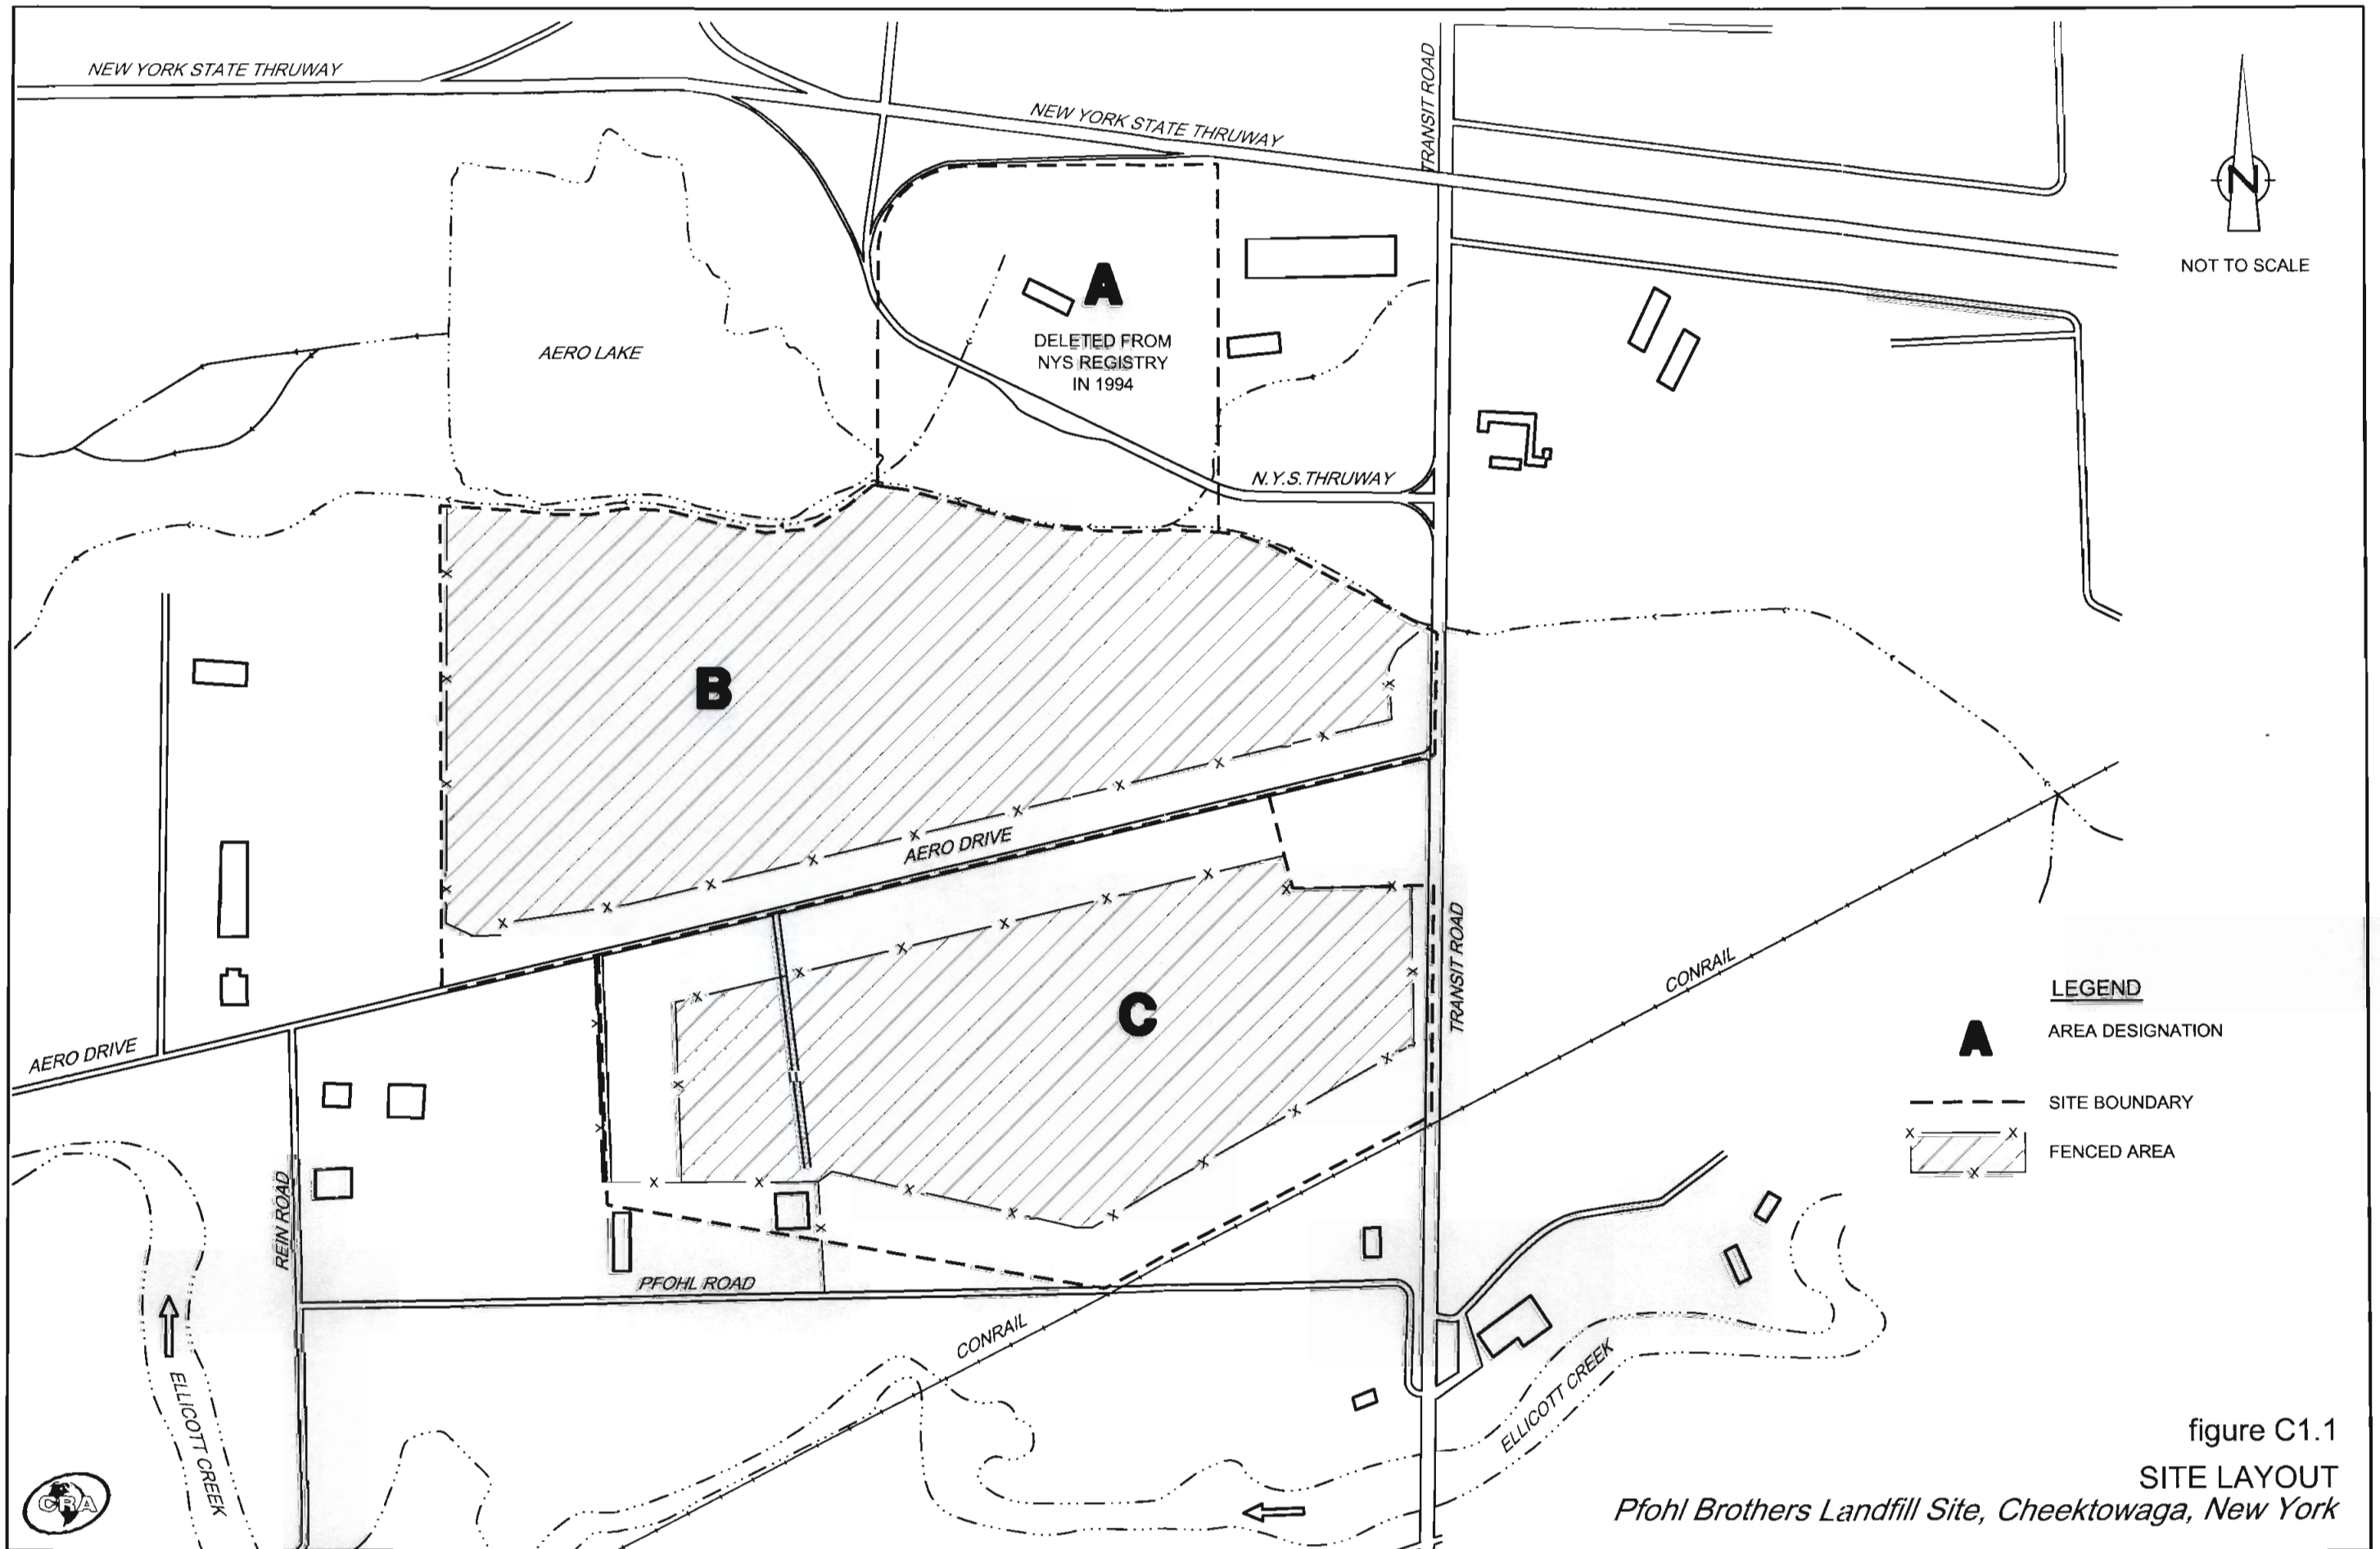 NEW YORK STATE THRUWAY
NEW YORK STATE THRUWAY
TRANSIT ROAD
N
NOT TO SCALE
A
DELETED FROM
NYS REGISTRY
IN 1994
AERO LAKE
N.Y.S. THRUWAY
B
AERO DRIVE
C
TRANSIT ROAD
CONRAIL
LEGEND
A AREA DESIGNATION
SITE BOUNDARY
FENCED AREA
AERO DRIVE
REIN ROAD
PFOHL ROAD
CONRAIL
ELLICOTT CREEK
ELLICOTT CREEK
CRA
figure C1.1
SITE LAYOUT
Pfohl Brothers Landfill Site, Cheektowaga, New York